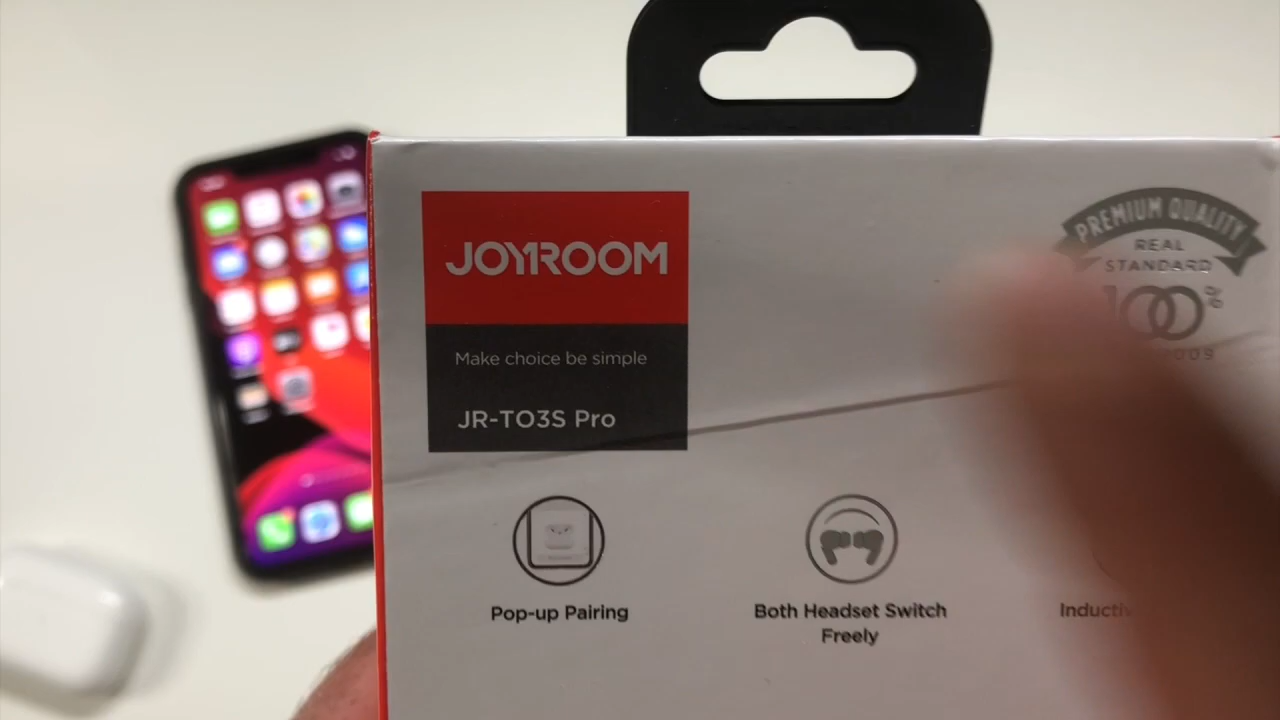 JOYROOM
Make choice be simple
JR-TO3S Pro
PREMIUM QUALITY
REAL
STANDARD
100%
Pop-up Pairing
Both Headset Switch
Freely